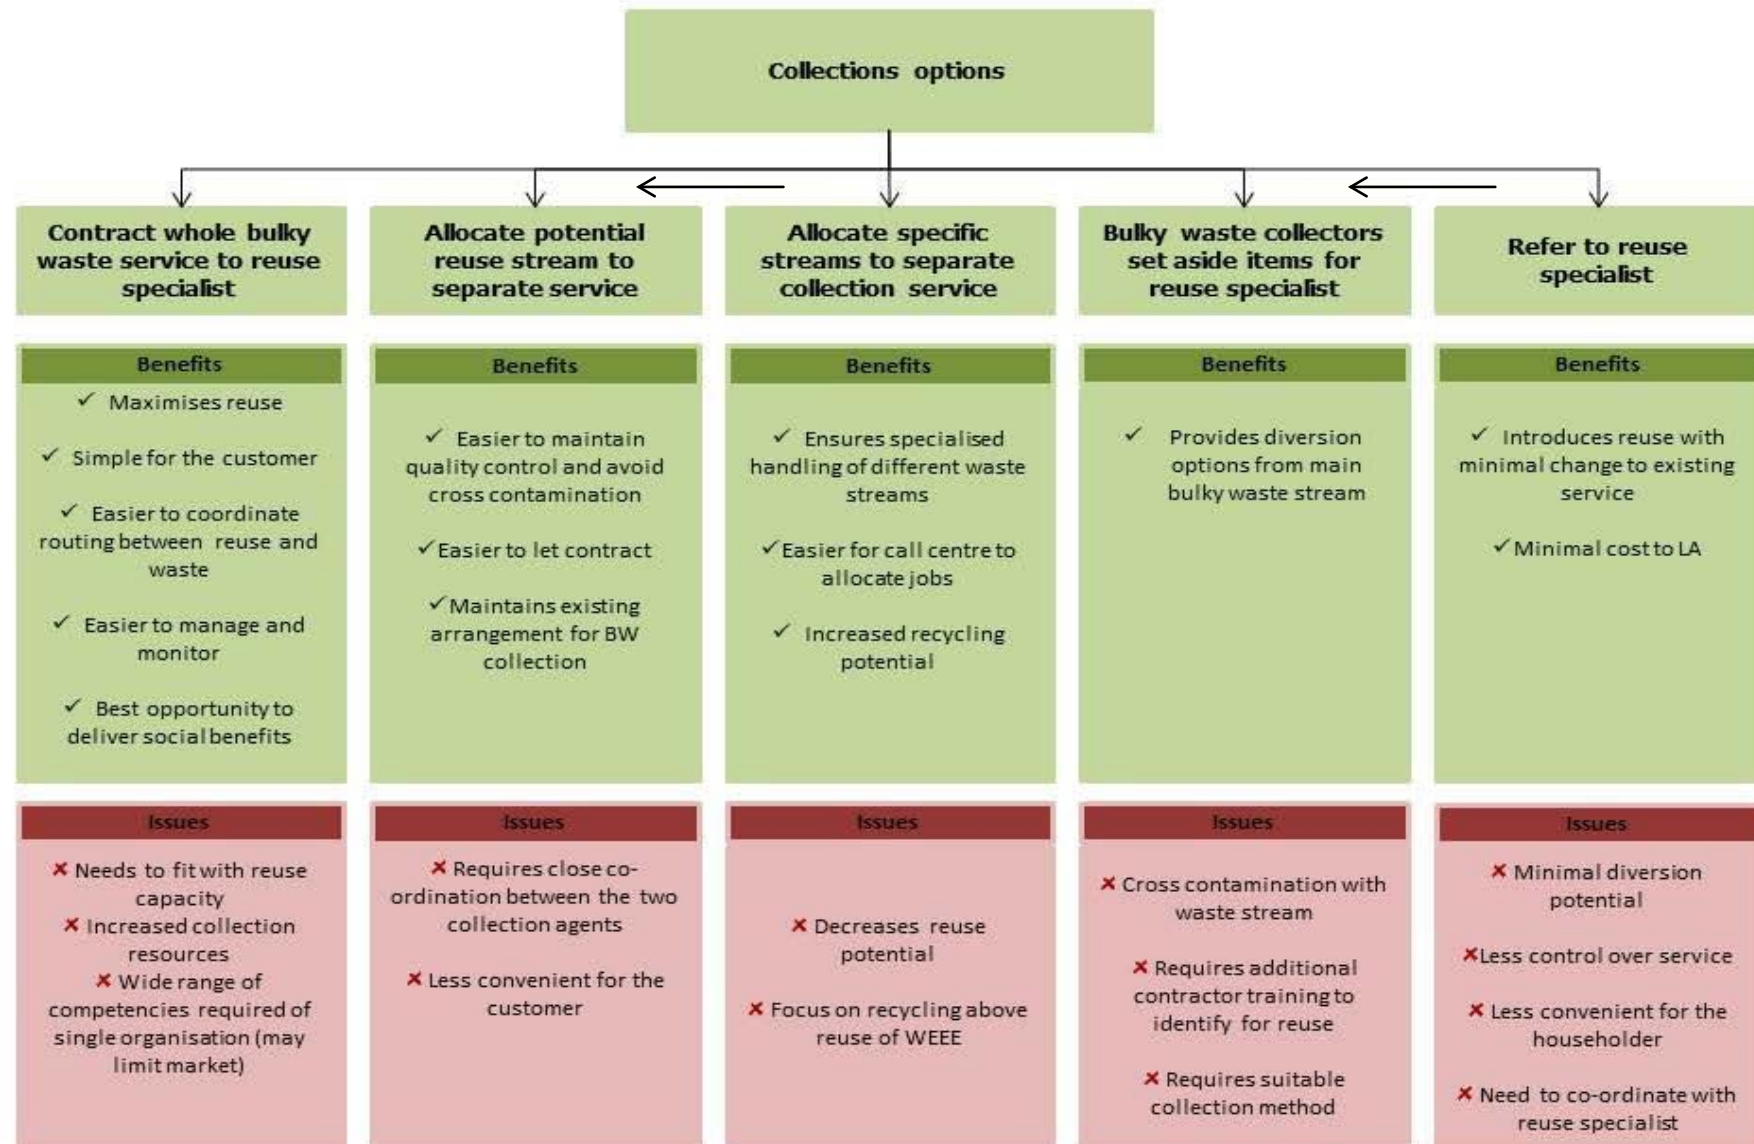 Collections options
Contract whole bulky
waste service to reuse
specialist
Allocate potential
reuse stream to
separate service
Allocate specific
streams to separate
collection service
Bulky waste collectors
set aside items for
reuse specialist
Refer to reuse
specialist
Benefits
✓ Maximises reuse
✓ Simple for the customer
✓ Easier to coordinate
routing between reuse and
waste
✓ Easier to manage and
monitor
✓ Best opportunity to
deliver social benefits
Benefits
✓ Easier to maintain
quality control and avoid
cross contamination
✓Easier to let contract
✓Maintains existing
arrangement for BW
collection
Benefits
✓ Ensures specialised
handling of different waste
streams
✓Easier for call centre to
allocate jobs
✓ Increased recycling
potential
Benefits
✓ Provides diversion
options from main
bulky waste stream
Benefits
✓ Introduces reuse with
minimal change to existing
service
✓Minimal cost to LA
Issues
✘ Needs to fit with reuse
capacity
✘ Increased collection
resources
✘ Wide range of
competencies required of
single organisation (may
limit market)
Issues
✘ Requires close co-
ordination between the two
collection agents
✘ Less convenient for the
customer
Issues
✘ Decreases reuse
potential
✘ Focus on recycling above
reuse of WEEE
Issues
✘ Cross contamination with
waste stream
✘ Requires additional
contractor training to
identify for reuse
✘ Requires suitable
collection method
Issues
✘ Minimal diversion
potential
✘Less control over service
✘ Less convenient for the
householder
✘ Need to co-ordinate with
reuse specialist